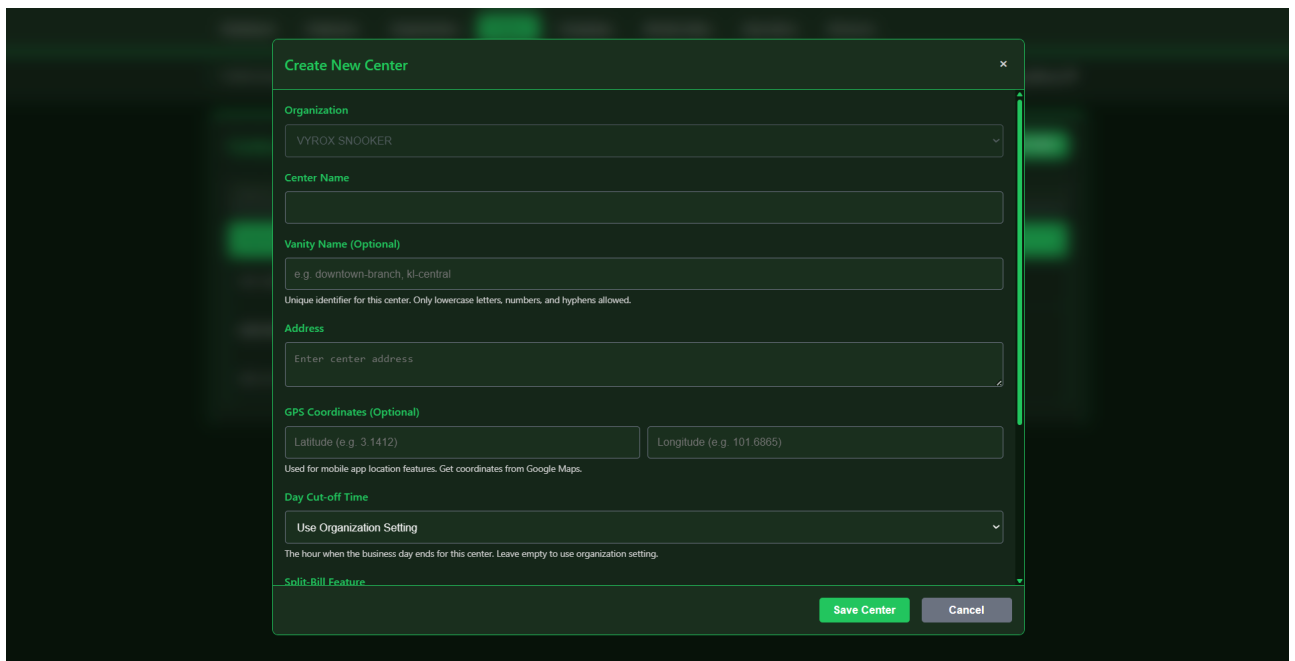 Create New Center
×
Organization
VYROX SNOOKER
Center Name
Vanity Name (Optional)
e.g. downtown-branch, kl-central
Unique identifier for this center. Only lowercase letters, numbers, and hyphens allowed.
Address
Enter center address
GPS Coordinates (Optional)
Latitude (e.g. 3.1412)
Longitude (e.g. 101.6865)
Used for mobile app location features. Get coordinates from Google Maps.
Day Cut-off Time
Use Organization Setting
The hour when the business day ends for this center. Leave empty to use organization setting.
Split-Bill Feature
Save Center
Cancel